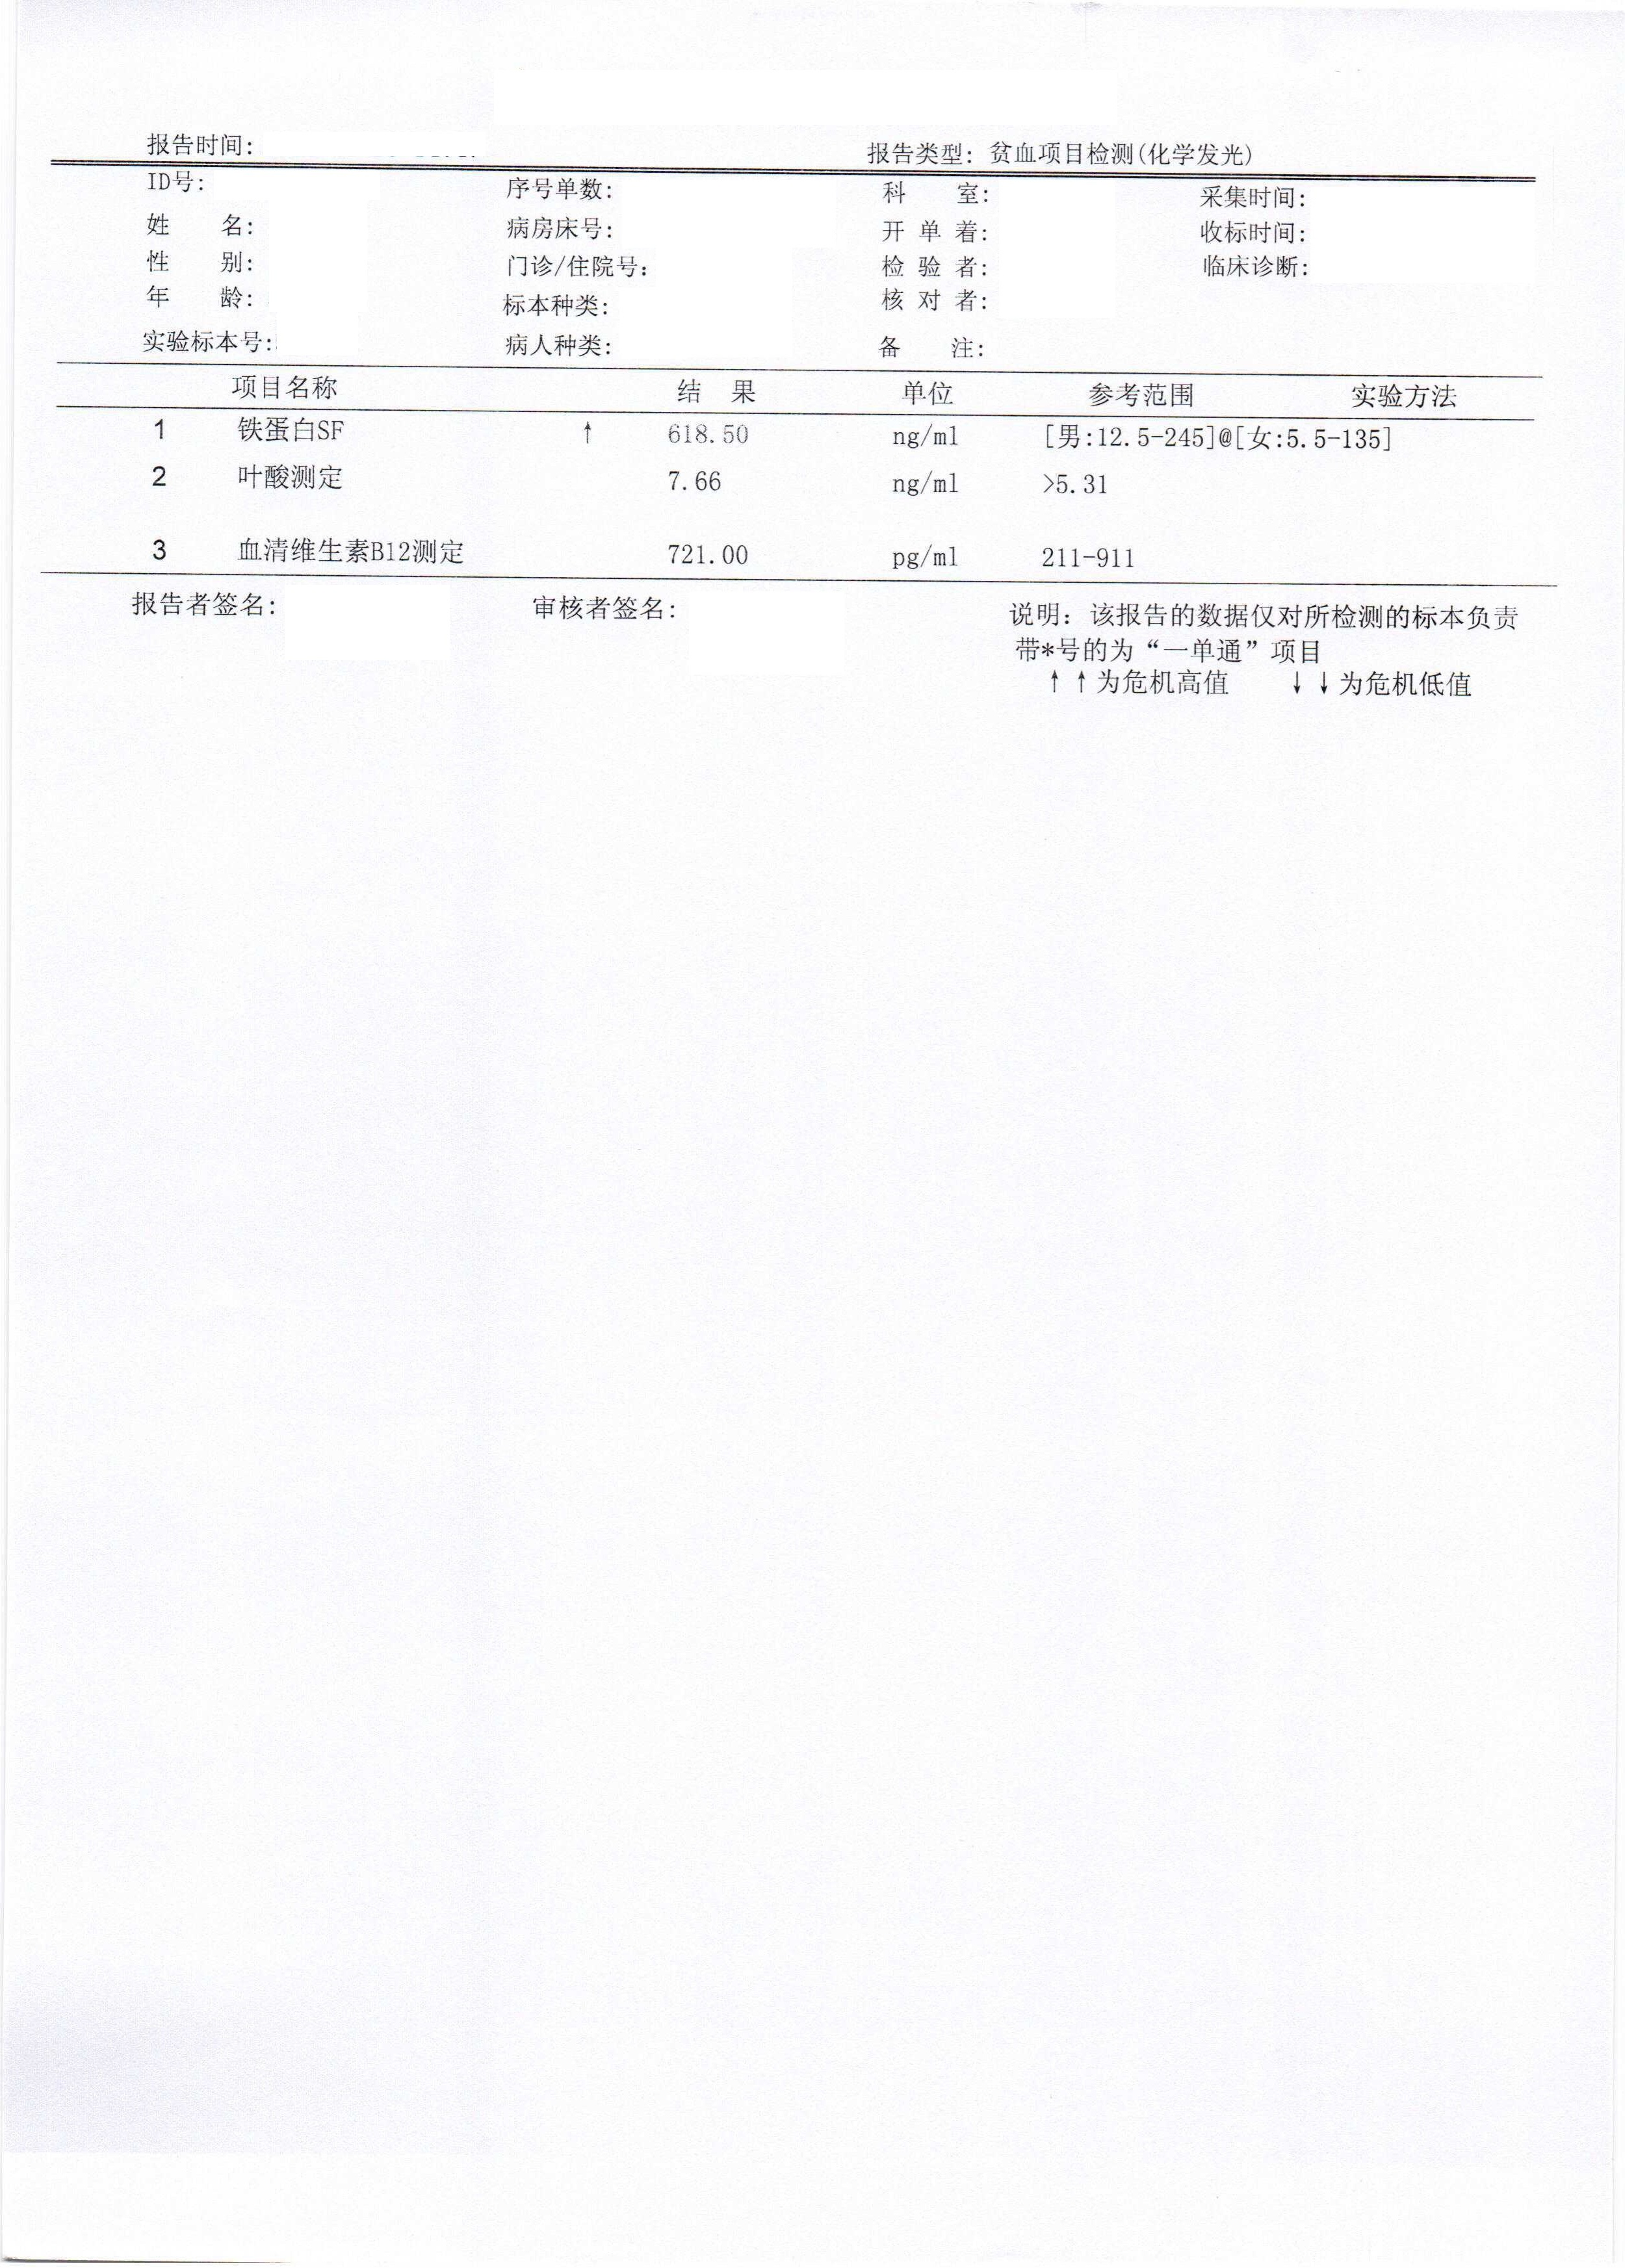 报告时间: 报告类型: 贫血项目检测(化学发光)
ID号: 序号单数: 科 室: 采集时间:
姓 名: 病房床号: 开 单 着: 收标时间:
性 别: 门诊/住院号: 检 验 者: 临床诊断:
年 龄: 标本种类: 核 对 者:
实验标本号: 病人种类: 备 注:
项目名称 结 果 单位 参考范围 实验方法
1 铁蛋白SF ↑ 618.50 ng/ml [男:12.5-245]@[女:5.5-135]
2 叶酸测定 7.66 ng/ml >5.31
3 血清维生素B12测定 721.00 pg/ml 211-911
报告者签名: 审核者签名: 说明: 该报告的数据仅对所检测的标本负责
带*号的为“一单通”项目
↑↑为危机高值 ↓↓为危机低值